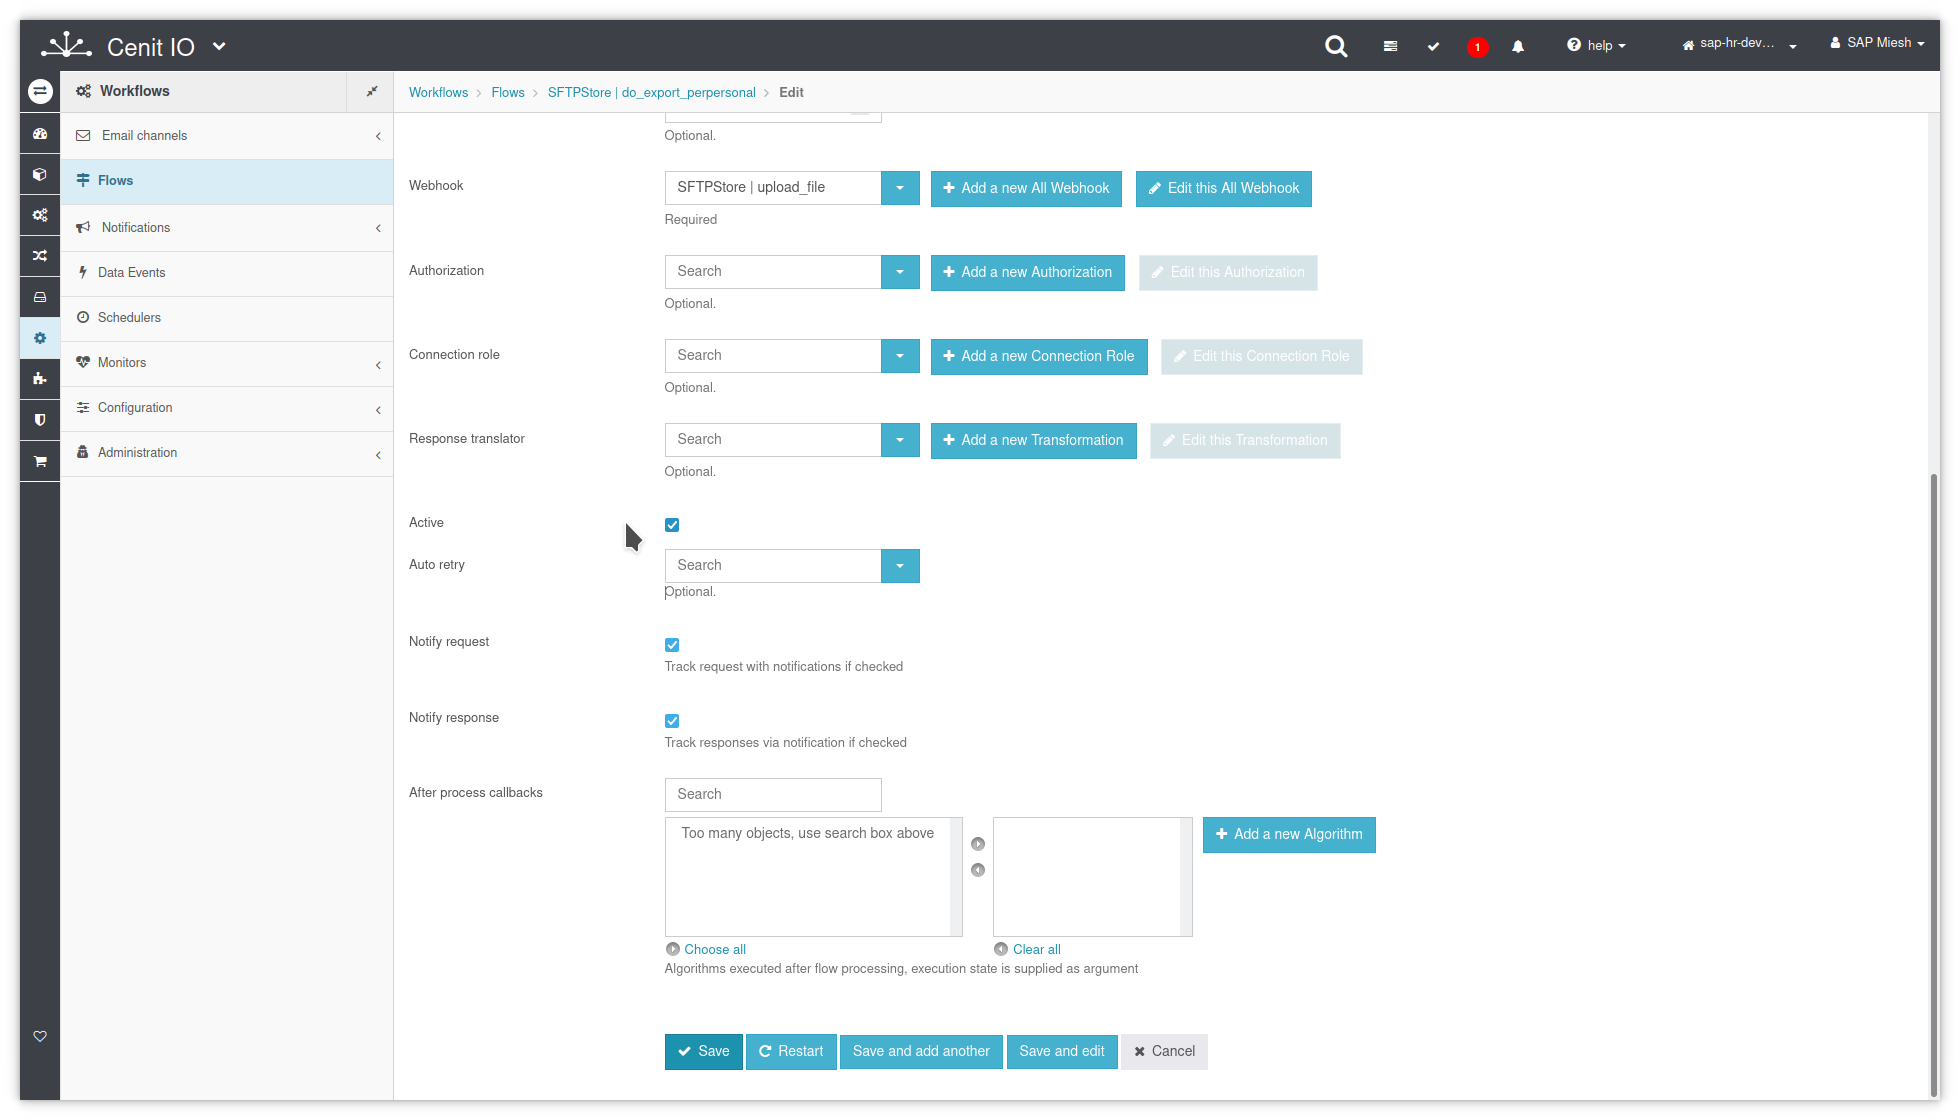 Cenit IO
1
help
sap-hr-dev...
SAP Miesh
Workflows
Workflows > Flows > SFTPStore | do_export_perpersonal > Edit
Email channels
Flows
Notifications
Data Events
Schedulers
Monitors
Configuration
Administration
Optional.
Webhook
SFTPStore | upload_file
Add a new All Webhook
Edit this All Webhook
Required
Authorization
Search
Add a new Authorization
Edit this Authorization
Optional.
Connection role
Search
Add a new Connection Role
Edit this Connection Role
Optional.
Response translator
Search
Add a new Transformation
Edit this Transformation
Optional.
Active
Auto retry
Search
Optional.
Notify request
Track request with notifications if checked
Notify response
Track responses via notification if checked
After process callbacks
Search
Too many objects, use search box above
Add a new Algorithm
Choose all
Clear all
Algorithms executed after flow processing, execution state is supplied as argument
Save
Restart
Save and add another
Save and edit
Cancel